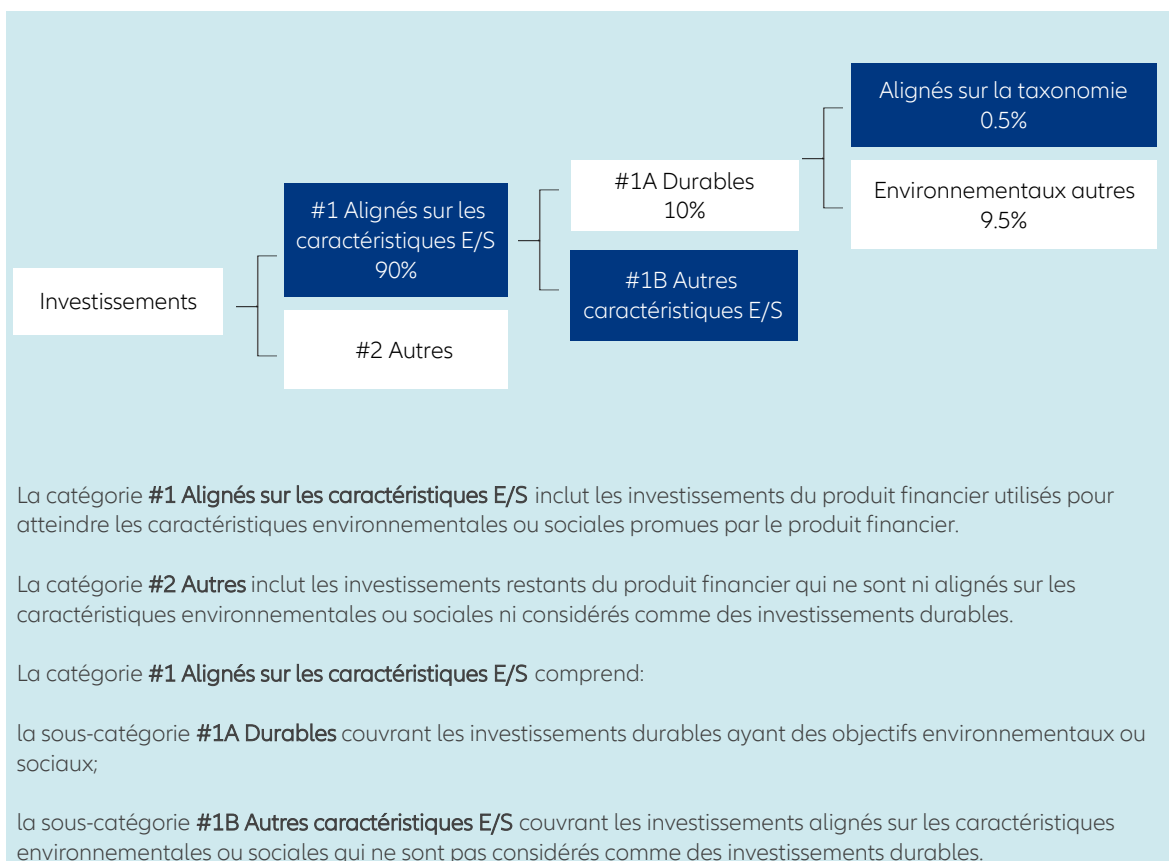 Alignés sur la taxonomie
0.5%
#1A Durables
10%
Environnementaux autres
9.5%
#1 Alignés sur les
caractéristiques E/S
90%
#1B Autres
caractéristiques E/S
Investissements
#2 Autres
La catégorie #1 Alignés sur les caractéristiques E/S inclut les investissements du produit financier utilisés pour
atteindre les caractéristiques environnementales ou sociales promues par le produit financier.
La catégorie #2 Autres inclut les investissements restants du produit financier qui ne sont ni alignés sur les
caractéristiques environnementales ou sociales ni considérés comme des investissements durables.
La catégorie #1 Alignés sur les caractéristiques E/S comprend:
la sous-catégorie #1A Durables couvrant les investissements durables ayant des objectifs environnementaux ou
sociaux;
la sous-catégorie #1B Autres caractéristiques E/S couvrant les investissements alignés sur les caractéristiques
environnementales ou sociales qui ne sont pas considérés comme des investissements durables.